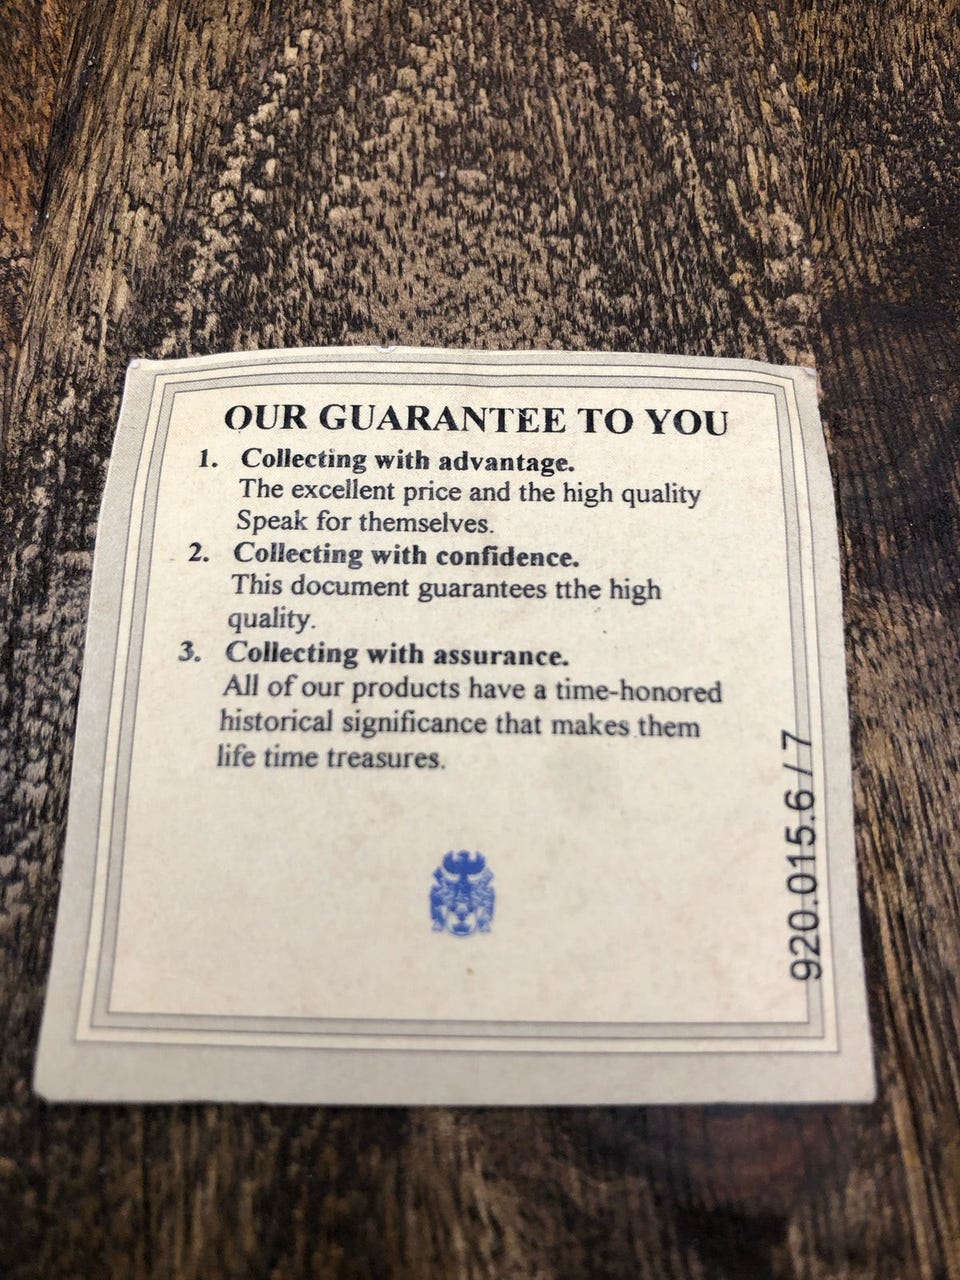 OUR GUARANTEE TO YOU
1. Collecting with advantage.
The excellent price and the high quality
Speak for themselves.
2. Collecting with confidence.
This document guarantees tthe high
quality.
3. Collecting with assurance.
All of our products have a time-honored
historical significance that makes them
life time treasures.
920.015.6 / 7